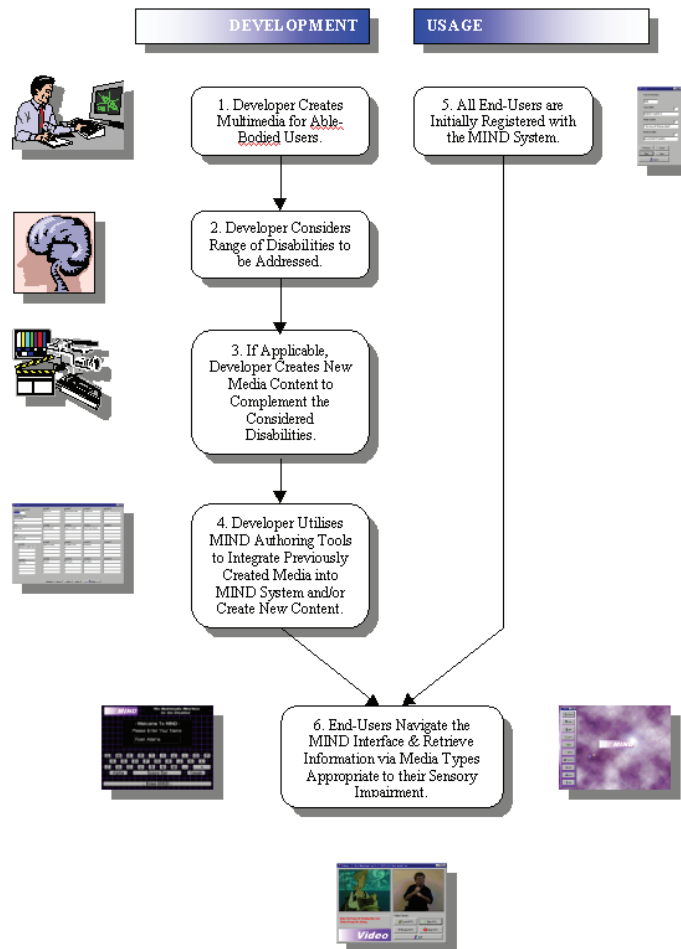 DEVELOPMENT
USAGE
1. Developer Creates
Multimedia for Able-
Bodied Users.
5. All End-Users are
Initially Registered with
the MIND System.
2. Developer Considers
Range of Disabilities to
be Addressed.
3. If Applicable,
Developer Creates New
Media Content to
Complement the
Considered
Disabilities.
4. Developer Utilises
MIND Authoring Tools
to Integrate Previously
Created Media into
MIND System and/or
Create New Content.
MIND
Welcome To MIND
Please Enter Your Name
6. End-Users Navigate the
MIND Interface & Retrieve
Information via Media Types
Appropriate to their Sensory
Impairment.
MIND
Video